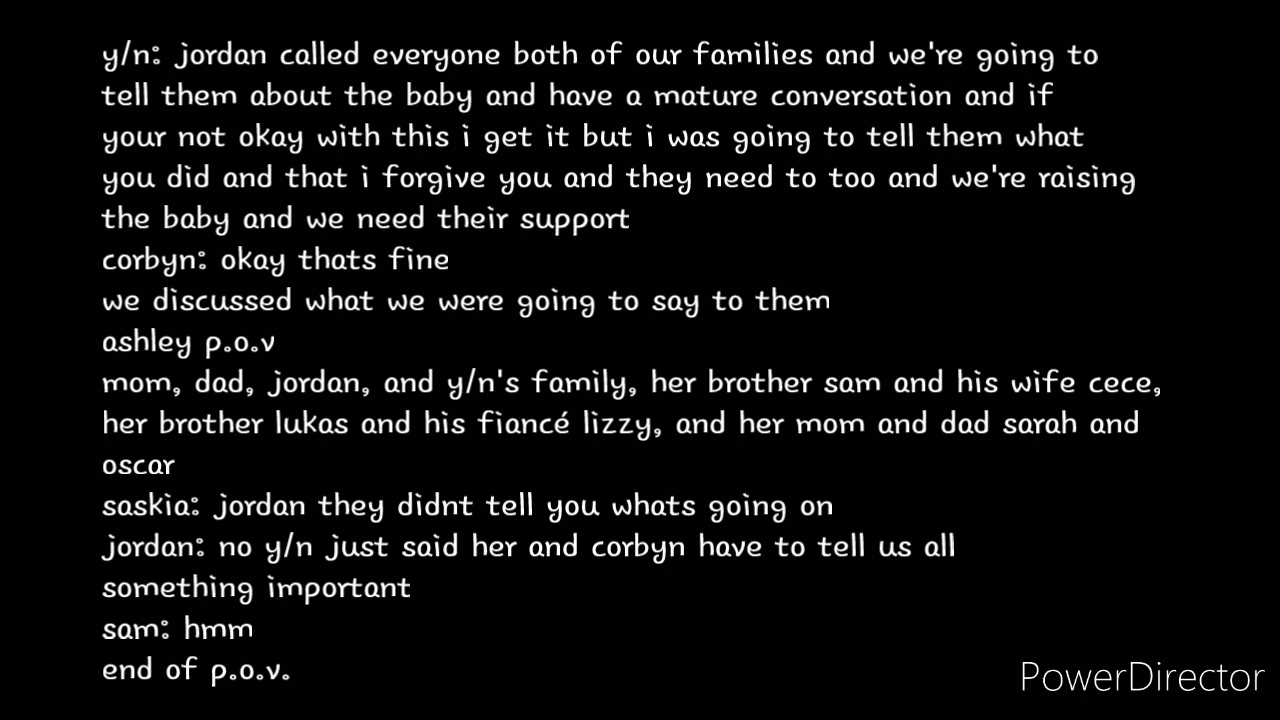 y/n: jordan called everyone both of our families and we're going to
tell them about the baby and have a mature conversation and if
your not okay with this i get it but i was going to tell them what
you did and that i forgive you and they need to too and we're raising
the baby and we need their support
corbyn: okay thats fine
we discussed what we were going to say to them
ashley p.o.v
mom, dad, jordan, and y/n's family, her brother sam and his wife cece,
her brother lukas and his fiancé lizzy, and her mom and dad sarah and
oscar
saskia: jordan they didnt tell you whats going on
jordan: no y/n just said her and corbyn have to tell us all
something important
sam: hmm
end of p.o.v.
PowerDirector